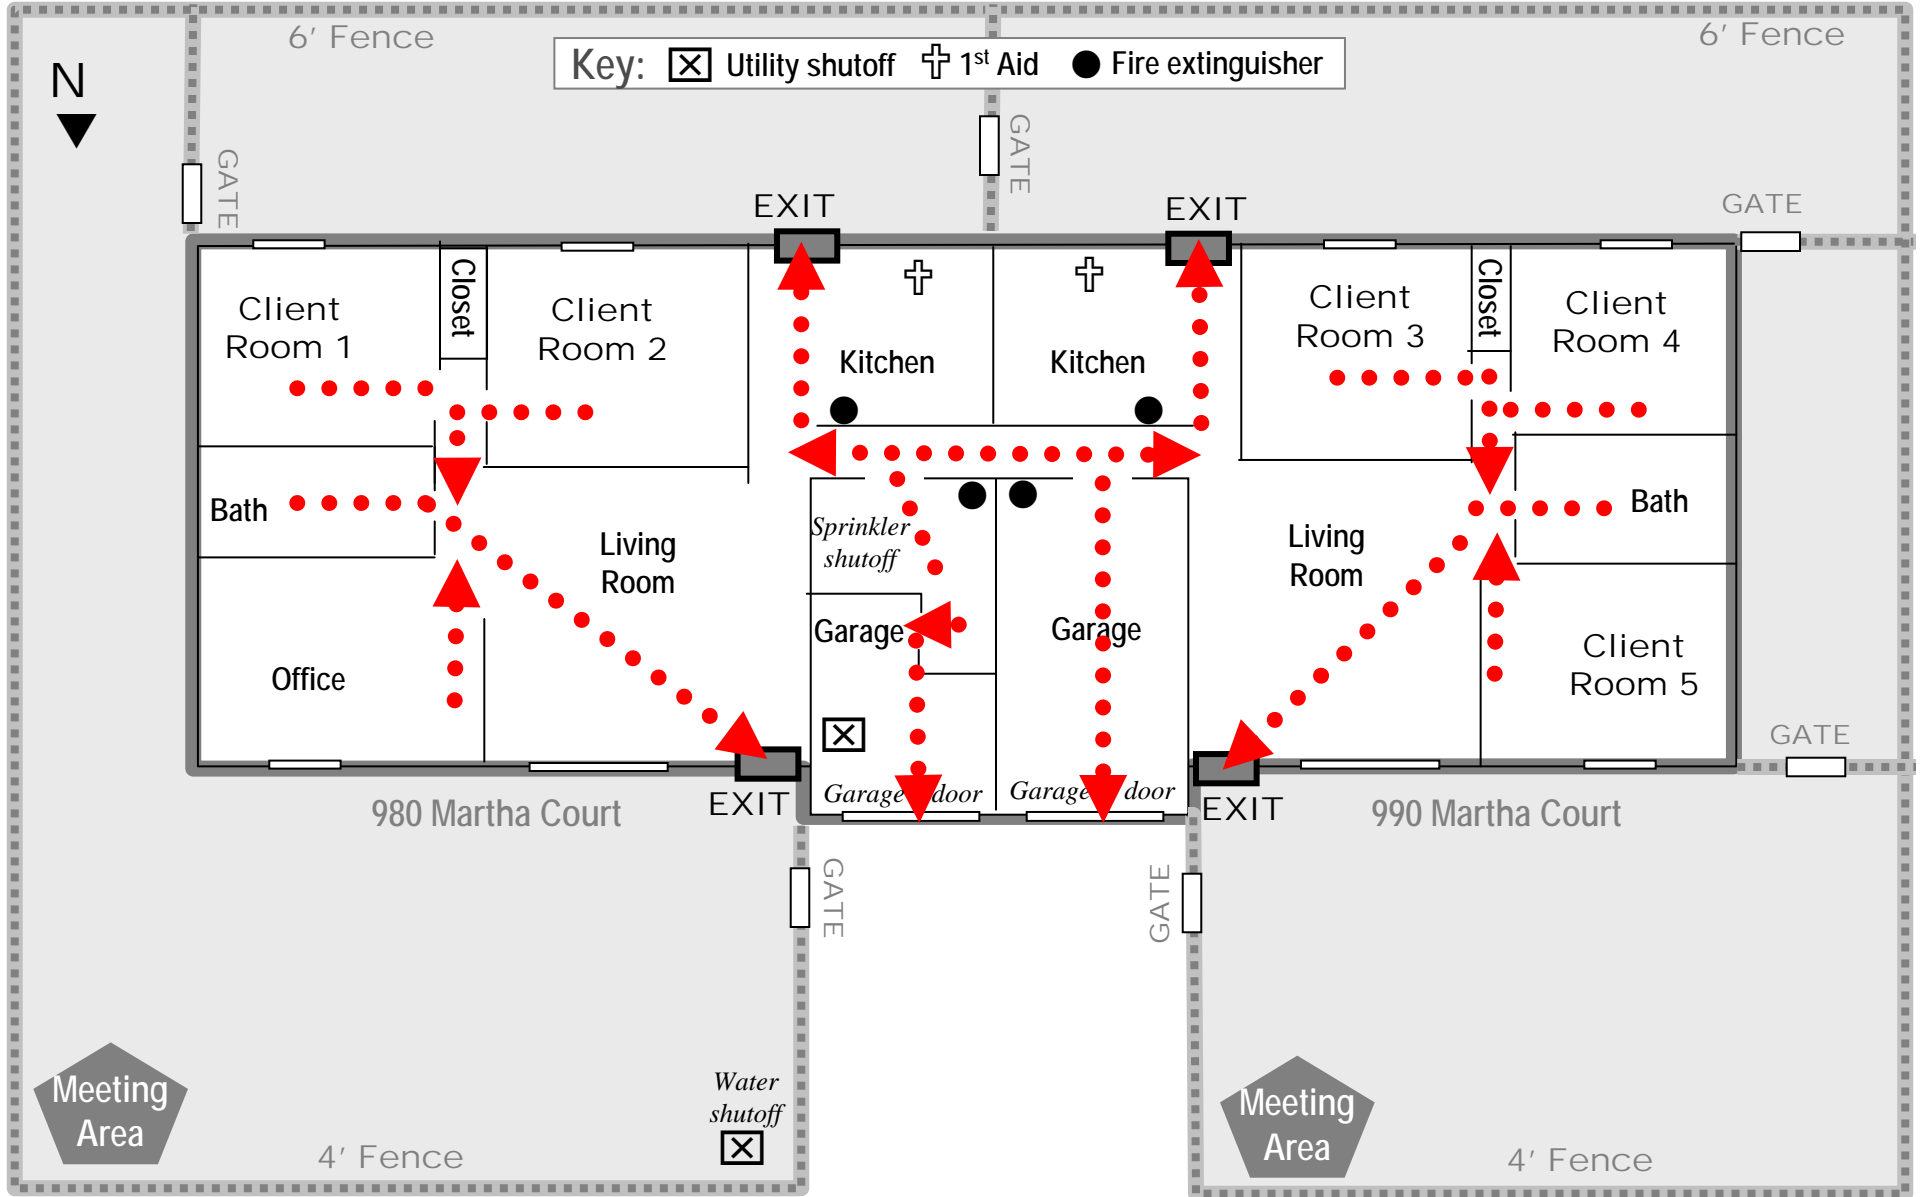 6' Fence
6' Fence
Key: Utility shutoff 1st Aid Fire extinguisher
N
GATE
GATE
GATE
EXIT
EXIT
Client
Room 1
Closet
Client
Room 2
Kitchen
Kitchen
Client
Room 3
Closet
Client
Room 4
Bath
Living
Room
Sprinkler
shutoff
Living
Room
Bath
Office
Garage
Garage
Client
Room 5
GATE
Garage door
Garage door
EXIT
EXIT
980 Martha Court
990 Martha Court
GATE
GATE
Meeting
Area
Water
shutoff
Meeting
Area
4' Fence
4' Fence